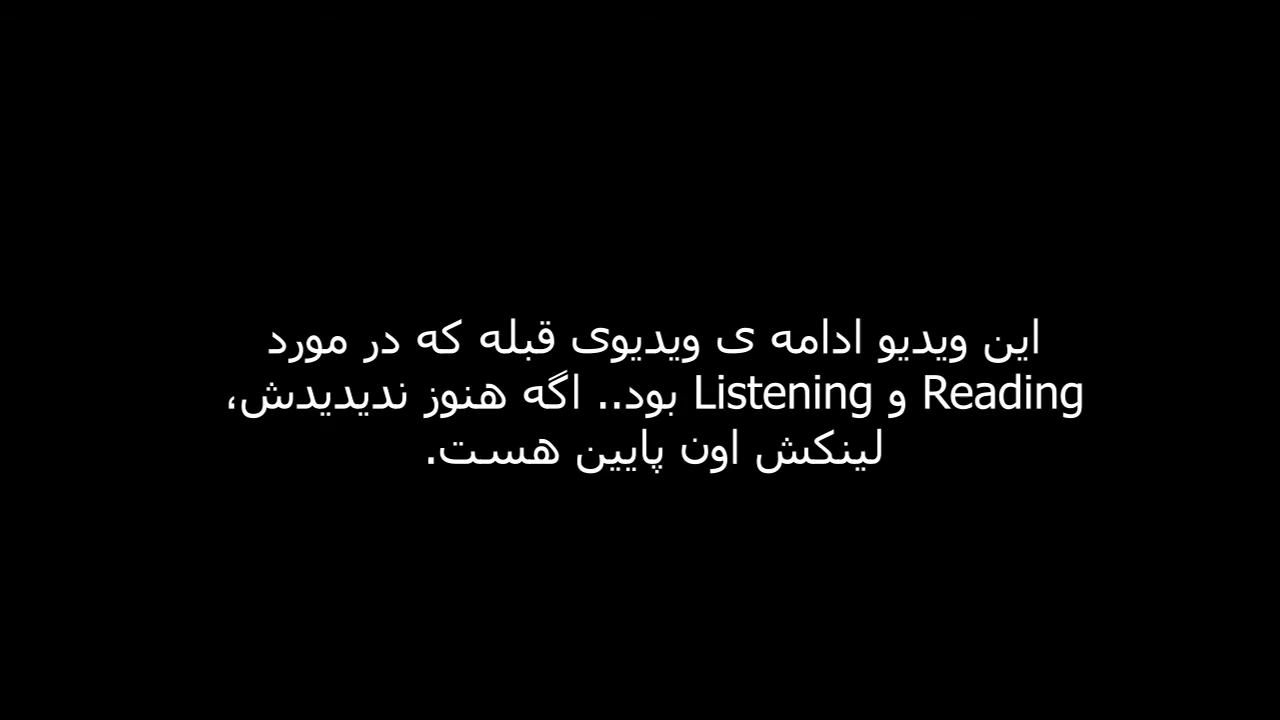 این ویدیو ادامه ی ویدیوی قبله که در مورد
Reading و Listening بود.. اگه هنوز ندیدیدش،
لینکش اون پایین هست.